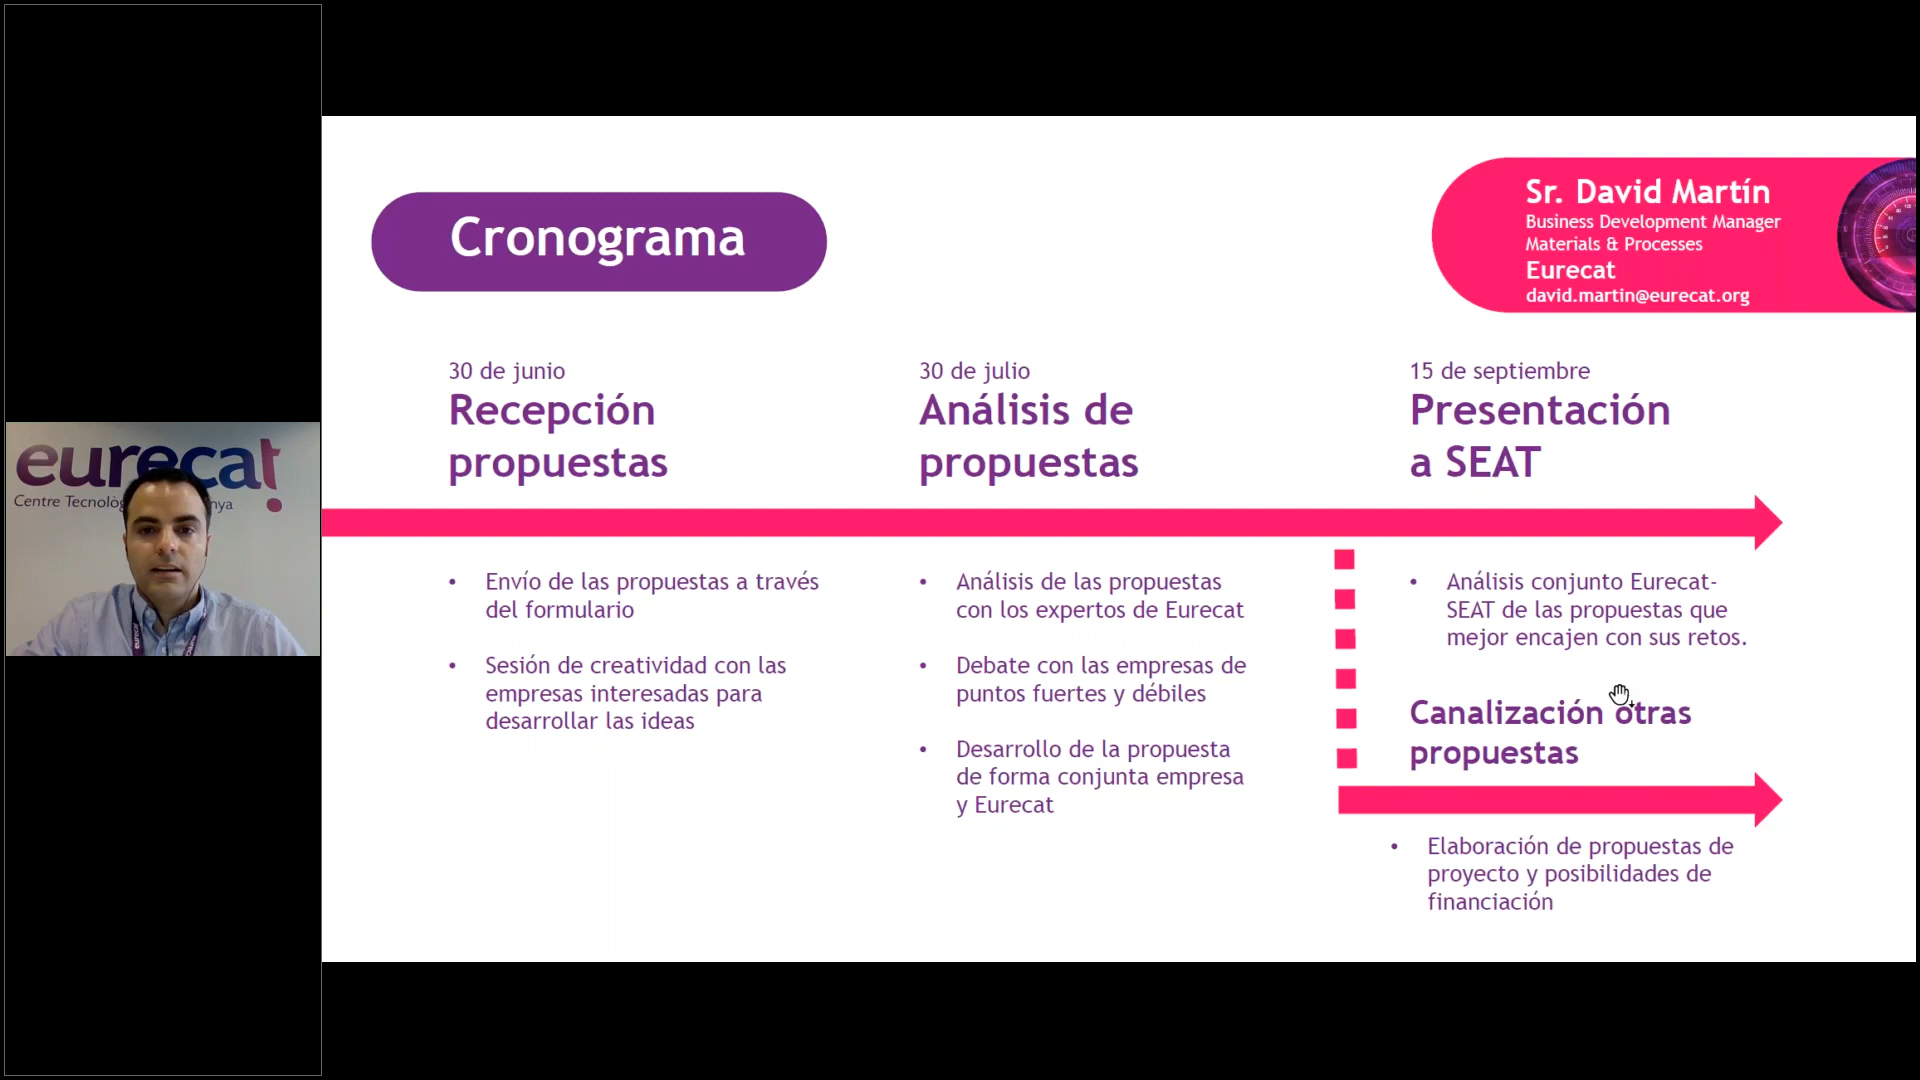 eurecat
Centre Tecnolò
nya
Cronograma
Sr. David Martín
Business Development Manager
Materials & Processes
Eurecat
david.martin@eurecat.org
30 de junio
Recepción
propuestas
30 de julio
Análisis de
propuestas
15 de septiembre
Presentación
a SEAT
• Envío de las propuestas a través
del formulario
• Sesión de creatividad con las
empresas interesadas para
desarrollar las ideas
• Análisis de las propuestas
con los expertos de Eurecat
• Debate con las empresas de
puntos fuertes y débiles
• Desarrollo de la propuesta
de forma conjunta empresa
y Eurecat
• Análisis conjunto Eurecat-
SEAT de las propuestas que
mejor encajen con sus retos.
Canalización otras
propuestas
• Elaboración de propuestas de
proyecto y posibilidades de
financiación